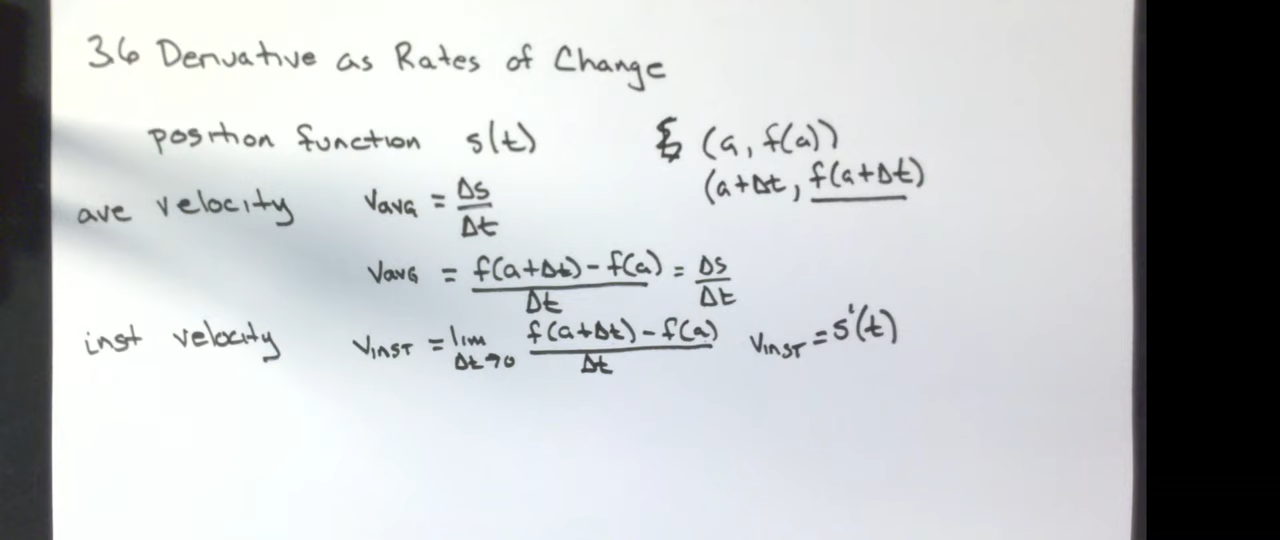 3.6 Derivative as Rates of Change
position function s(t) (a, f(a))
(a+Δt, f(a+Δt)
ave velocity VAVG = Δs/Δt
VAVG = f(a+Δt) - f(a)/Δt = Δs/Δt
inst velocity VINST = lim Δt→0 f(a+Δt) - f(a)/Δt VINST = s'(t)